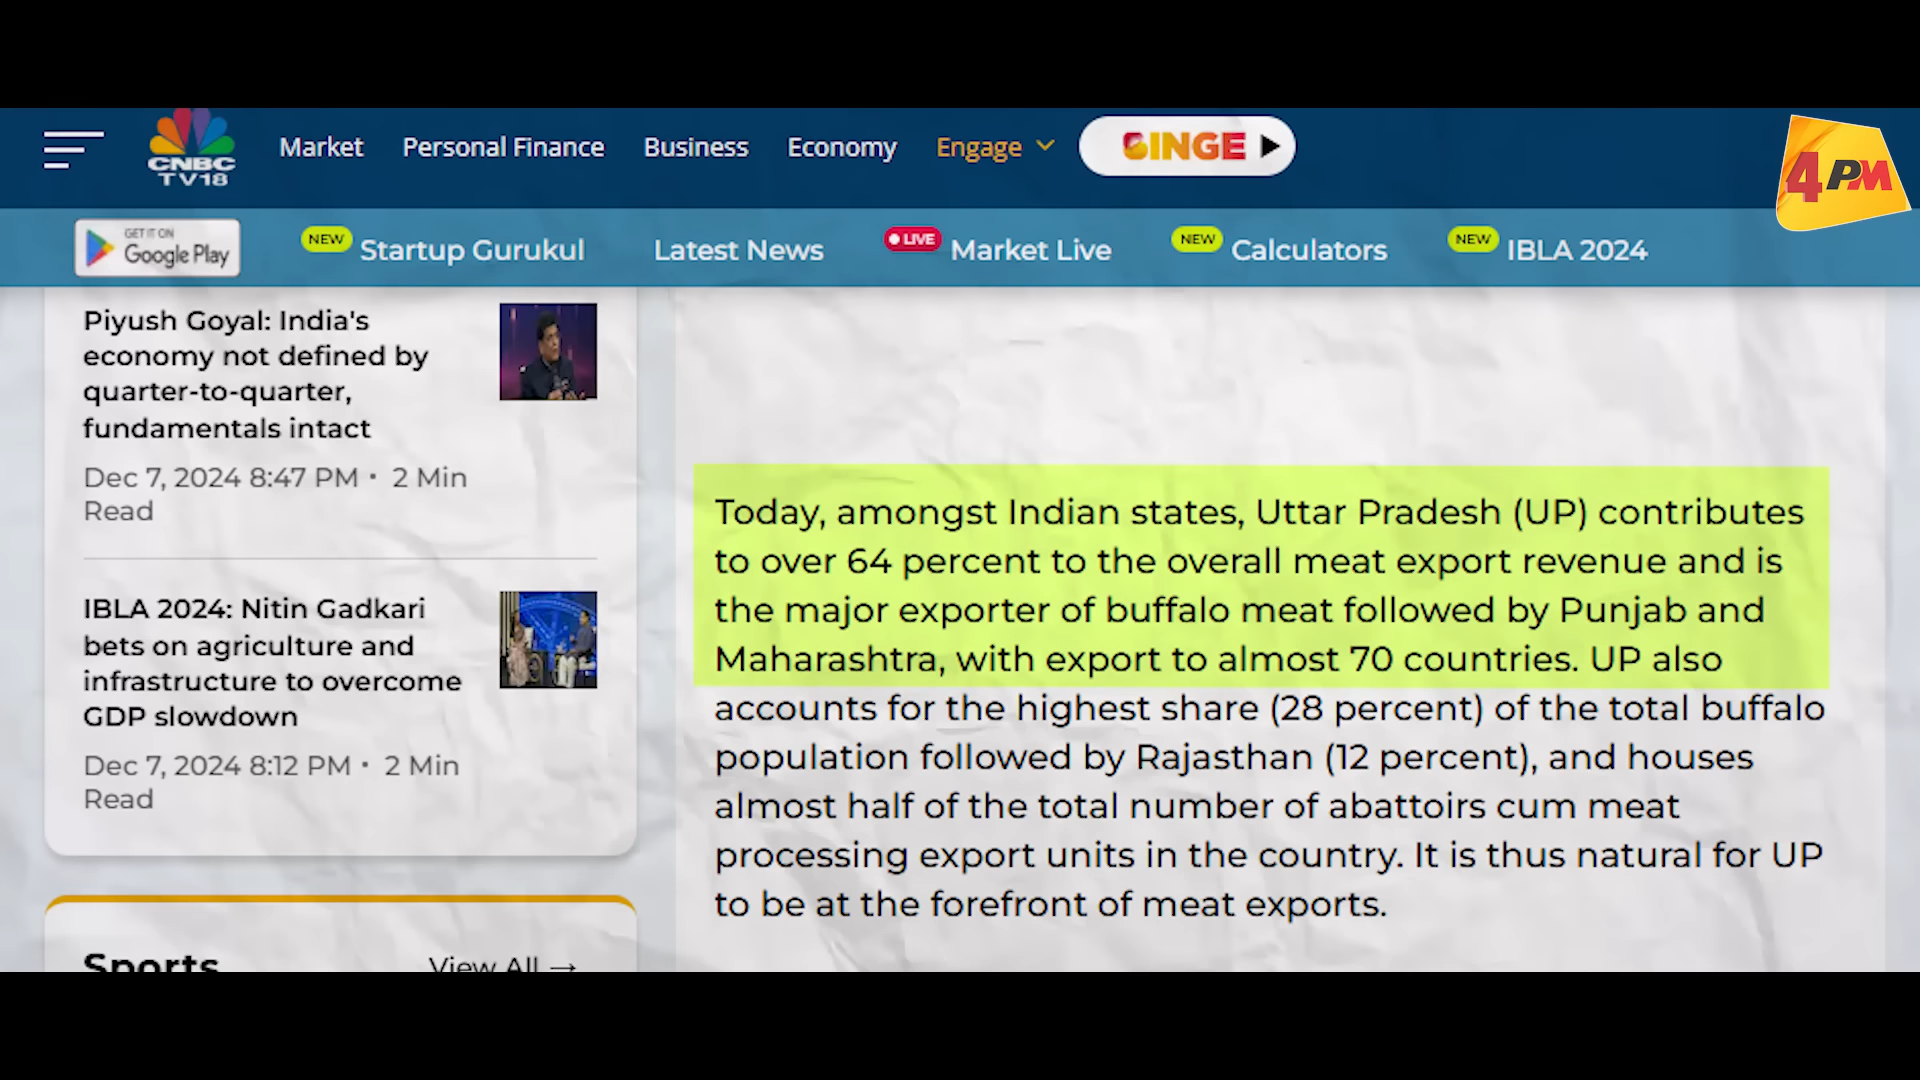 CNBC
TV18
Market
Personal Finance
Business
Economy
Engage
BINGE
4PM
GET IT ON
Google Play
NEW
Startup Gurukul
Latest News
LIVE
Market Live
NEW
Calculators
NEW
IBLA 2024
Piyush Goyal: India's
economy not defined by
quarter-to-quarter,
fundamentals intact
Dec 7, 2024 8:47 PM • 2 Min
Read
IBLA 2024: Nitin Gadkari
bets on agriculture and
infrastructure to overcome
GDP slowdown
Dec 7, 2024 8:12 PM • 2 Min
Read
Sports
View All →
Today, amongst Indian states, Uttar Pradesh (UP) contributes
to over 64 percent to the overall meat export revenue and is
the major exporter of buffalo meat followed by Punjab and
Maharashtra, with export to almost 70 countries. UP also
accounts for the highest share (28 percent) of the total buffalo
population followed by Rajasthan (12 percent), and houses
almost half of the total number of abattoirs cum meat
processing export units in the country. It is thus natural for UP
to be at the forefront of meat exports.